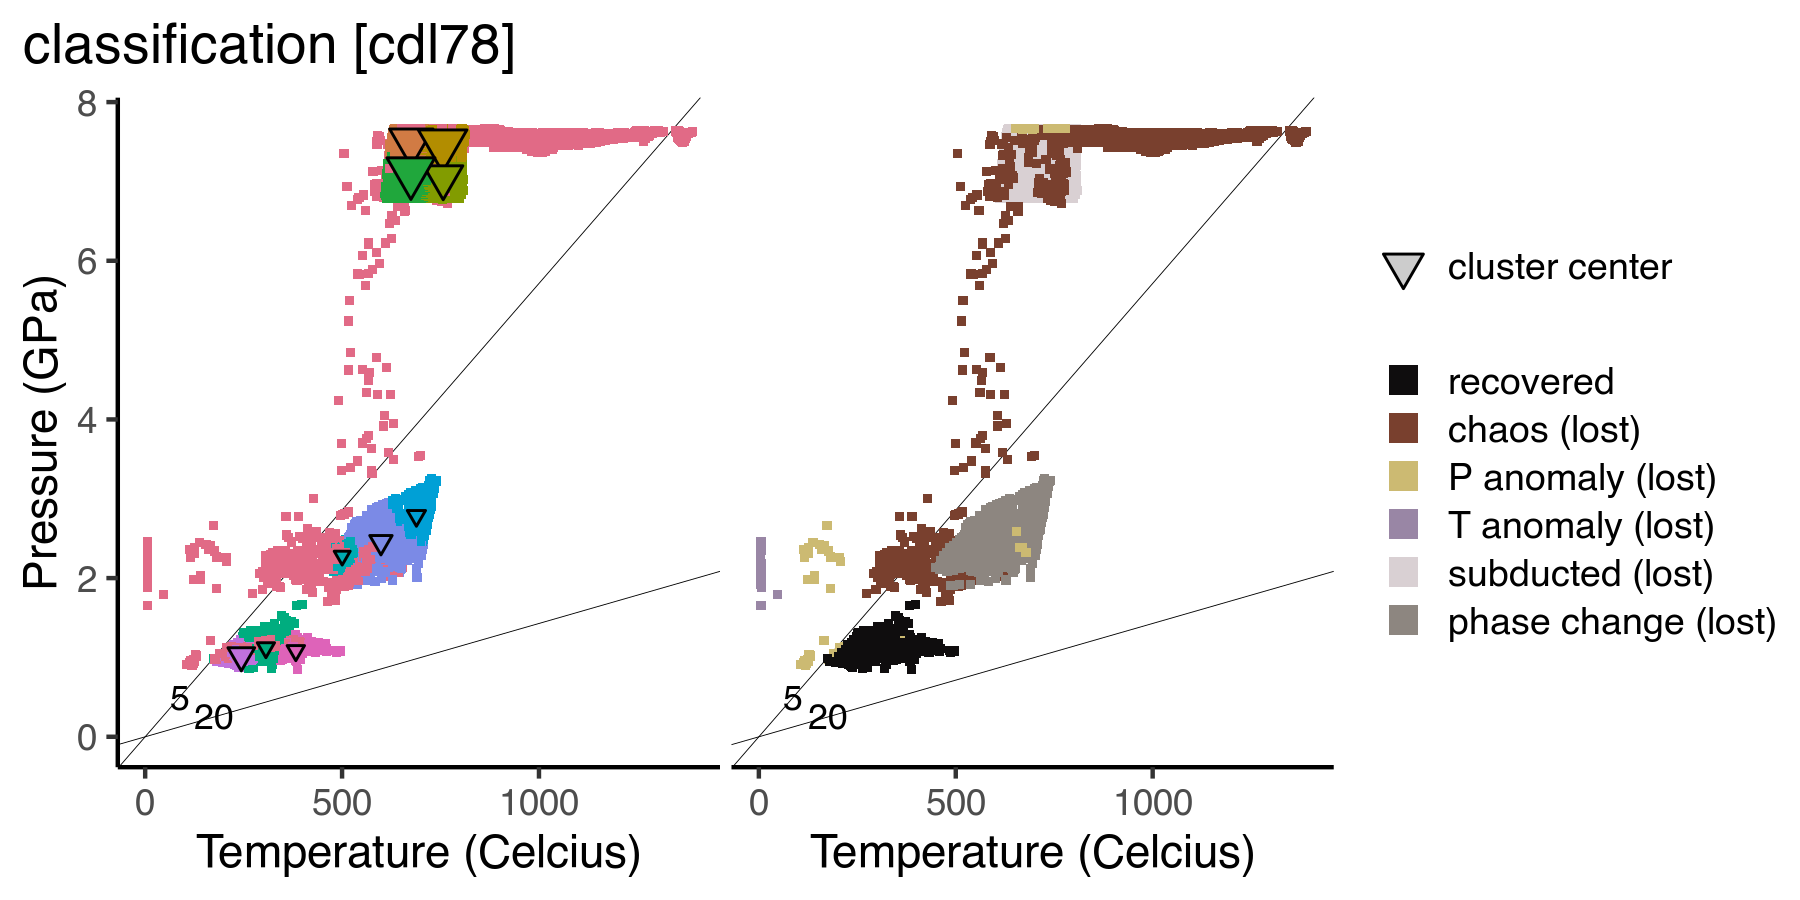 classification [cdl78]
8
6
4
2
0
Pressure (GPa)
5
20
0
500
1000
Temperature (Celcius)
5
20
0
500
1000
Temperature (Celcius)
cluster center
recovered
chaos (lost)
P anomaly (lost)
T anomaly (lost)
subducted (lost)
phase change (lost)